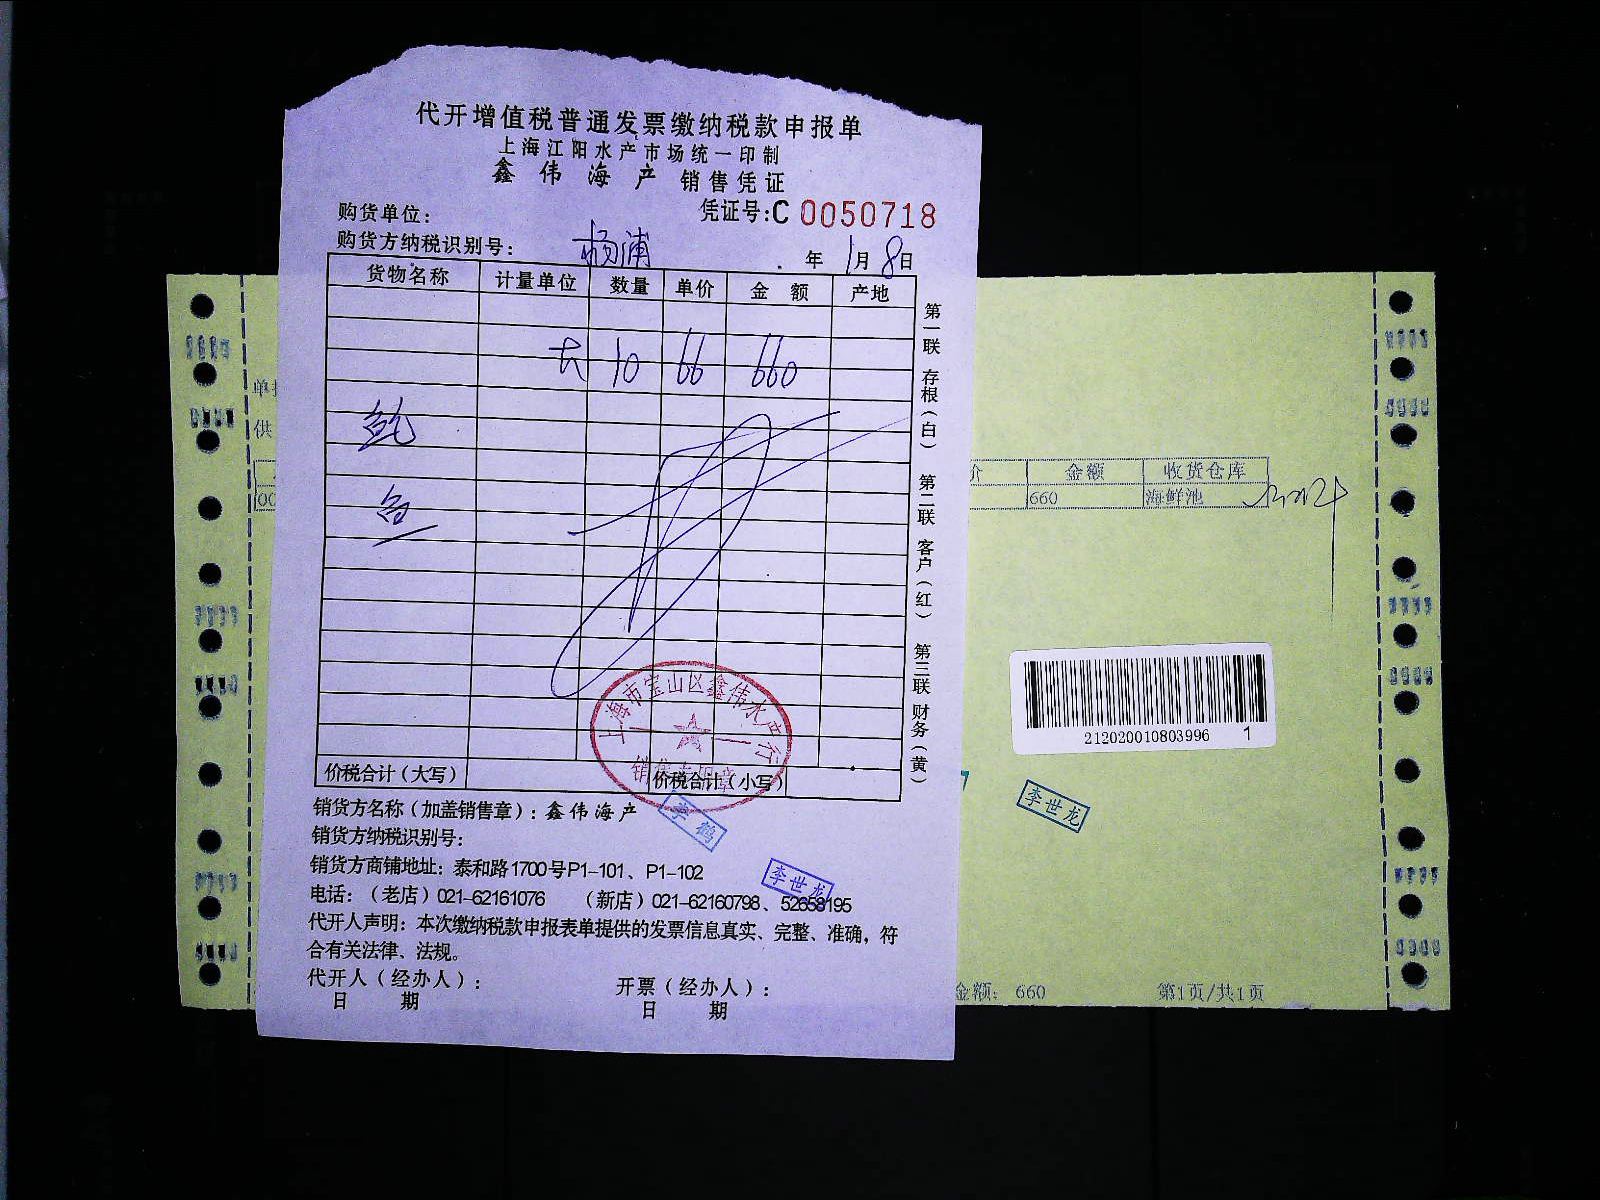 代开增值税普通发票缴纳税款申报单
上海江阳水产市场统一印制
鑫伟海产 销售凭证
购货单位：
凭证号:C 0050718
购货方纳税识别号：
杨浦
年 1月8日
货物名称 计量单位 数量 单价 金额 产地
10 66 660
鲍
鱼
价税合计（大写） 价税合计（小写）
第一联 存根（白） 第二联 客户（红） 第三联 财务（黄）
上海市宝山区鑫伟水产行
销货方名称（加盖销售章）：鑫伟海产
李鹤
销货方纳税识别号：
销货方商铺地址：泰和路1700号P1-101、P1-102
李世龙
电话：（老店）021-62161076 （新店）021-62160798、52658195
代开人声明：本次缴纳税款申报表单提供的发票信息真实、完整、准确，符
合有关法律、法规。
代开人（经办人）： 开票（经办人）：
日 期 日 期
供
价 金额 收货仓库
00 660 海鲜池
212020010803996 1
李世龙
金额： 660 第1页/共1页